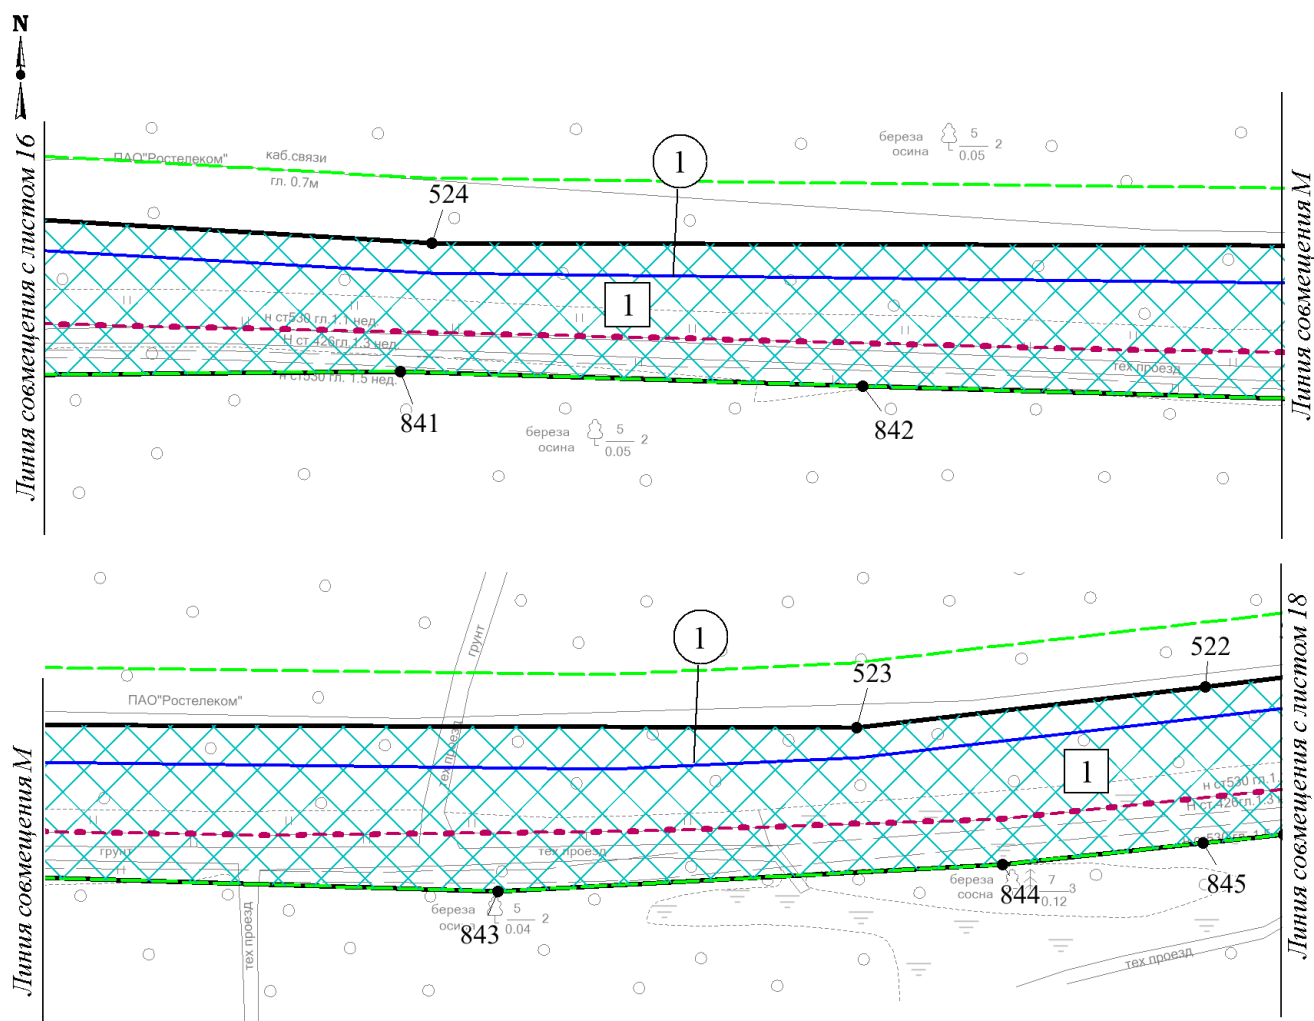 N
Линия совмещения с листом 16
ПАО"Ростелеком"
каб.связи
гл. 0.7м
524
1
береза
осина
5
0.05
2
Линия совмещения М
1
н ст530 гл.1.1 нед.
Н ст.426гл.1.3 нед.
н ст530 гл. 1.5 нед.
тех проезд
841
842
береза
осина
5
0.05
2
Линия совмещения М
ПАО"Ростелеком"
грунт
тех проезд
1
523
522
1
Линия совмещения с листом 18
н ст530 гл.1.
Н ст.426гл.1.3
грунт
тех проезд
тех проезд
береза
осина
5
0.04
2
843
береза
сосна
7
0.12
3
844
845
тех проезд